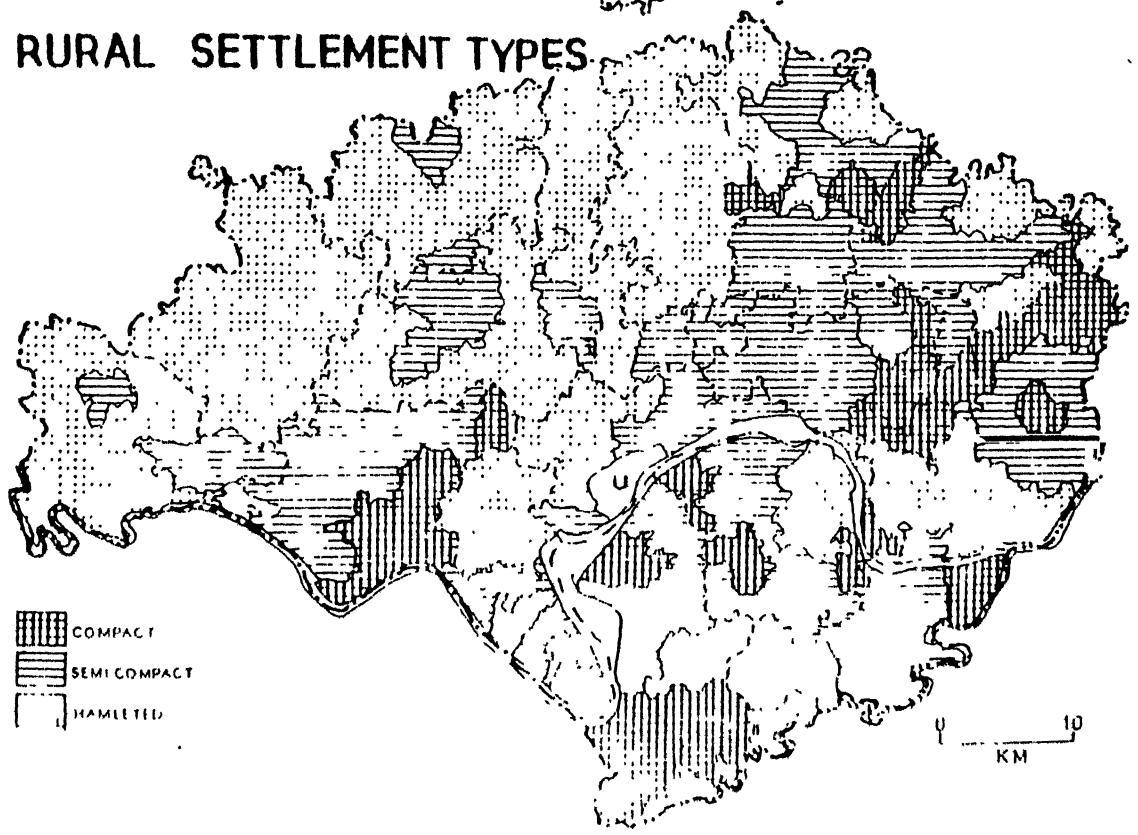 RURAL SETTLEMENT TYPES
U
COMPACT
SEMI COMPACT
HAMLETED
0 10
KM